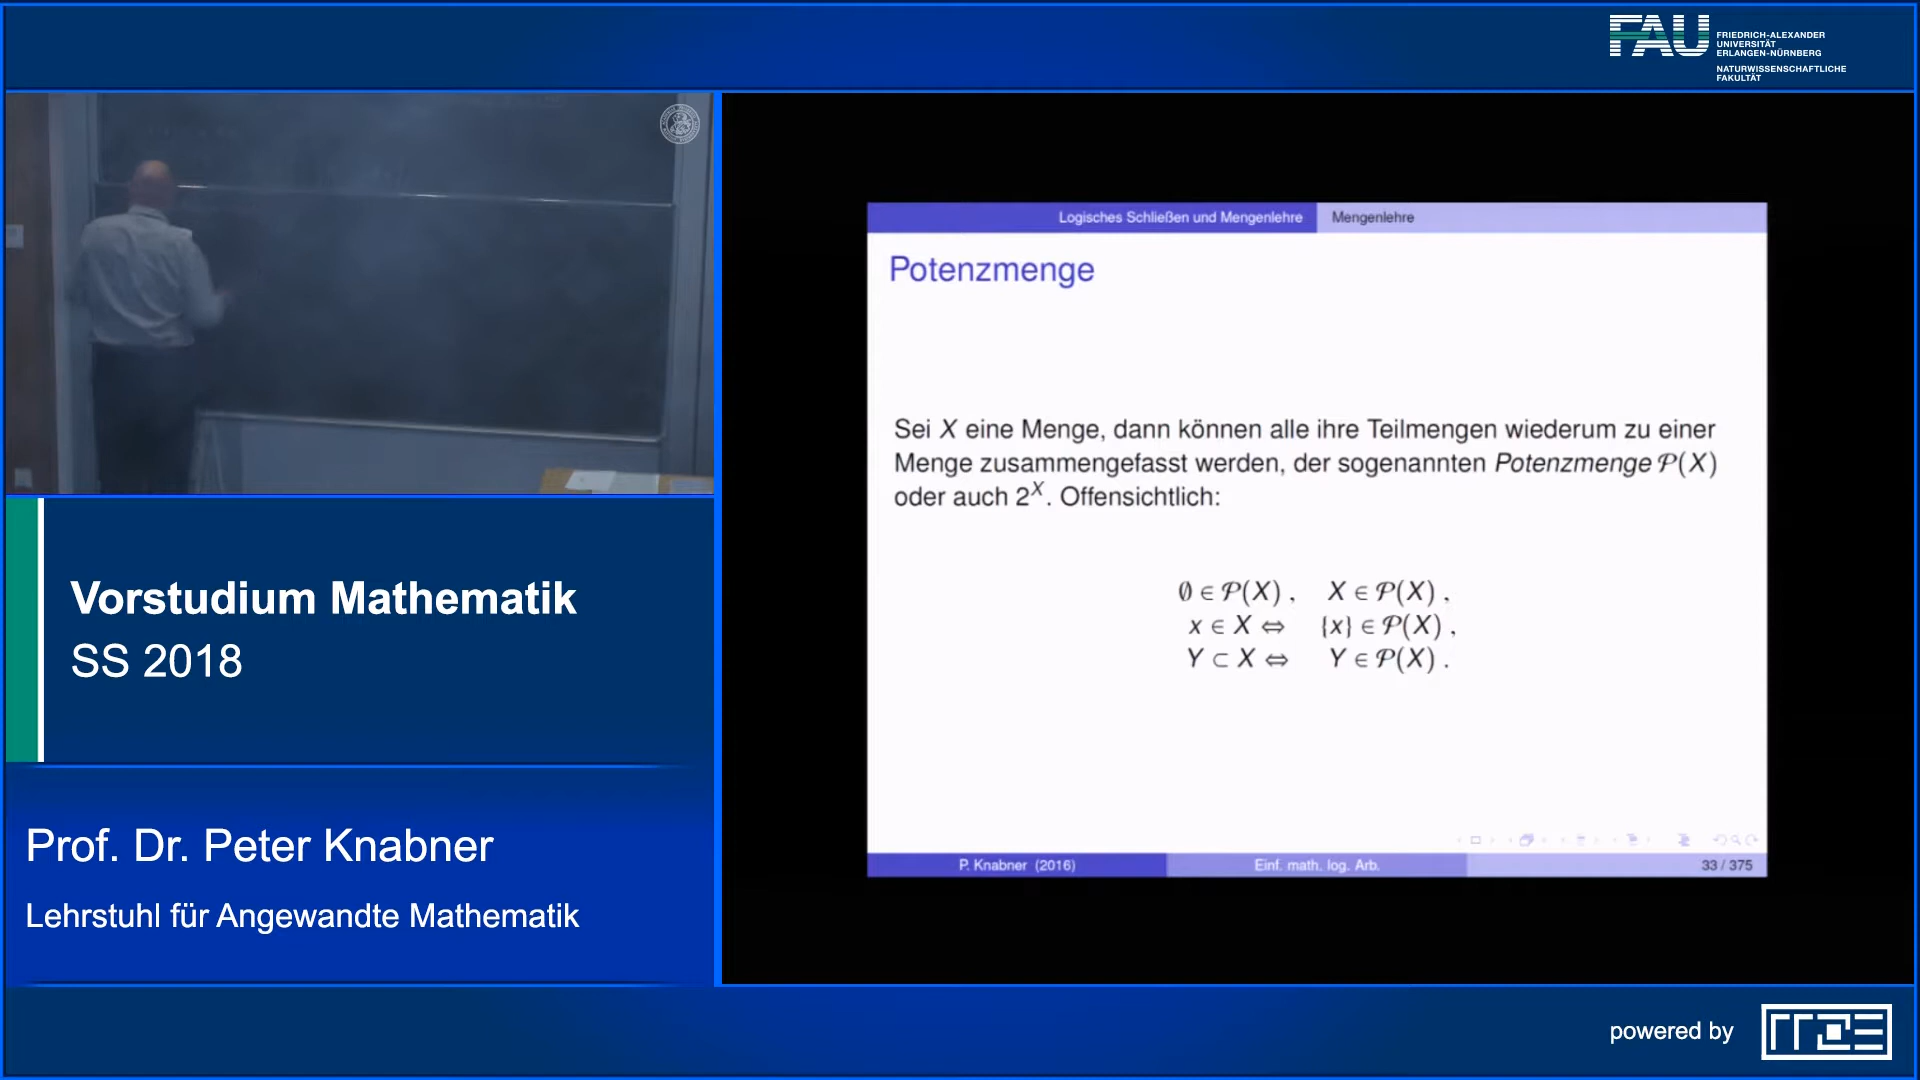 FAU FRIEDRICH-ALEXANDER
UNIVERSITÄT
ERLANGEN-NÜRNBERG
NATURWISSENSCHAFTLICHE
FAKULTÄT
Logisches Schließen und Mengenlehre Mengenlehre
Potenzmenge
Sei X eine Menge, dann können alle ihre Teilmengen wiederum zu einer
Menge zusammengefasst werden, der sogenannten Potenzmenge 𝒫(X)
oder auch 2^X. Offensichtlich:
∅ ∈ 𝒫(X) , X ∈ 𝒫(X) ,
x ∈ X ⇔ {x} ∈ 𝒫(X) ,
Y ⊂ X ⇔ Y ∈ 𝒫(X) .
P. Knabner (2016) Einf. math. log. Arb. 33 / 375
Vorstudium Mathematik
SS 2018
Prof. Dr. Peter Knabner
Lehrstuhl für Angewandte Mathematik
powered by rrze